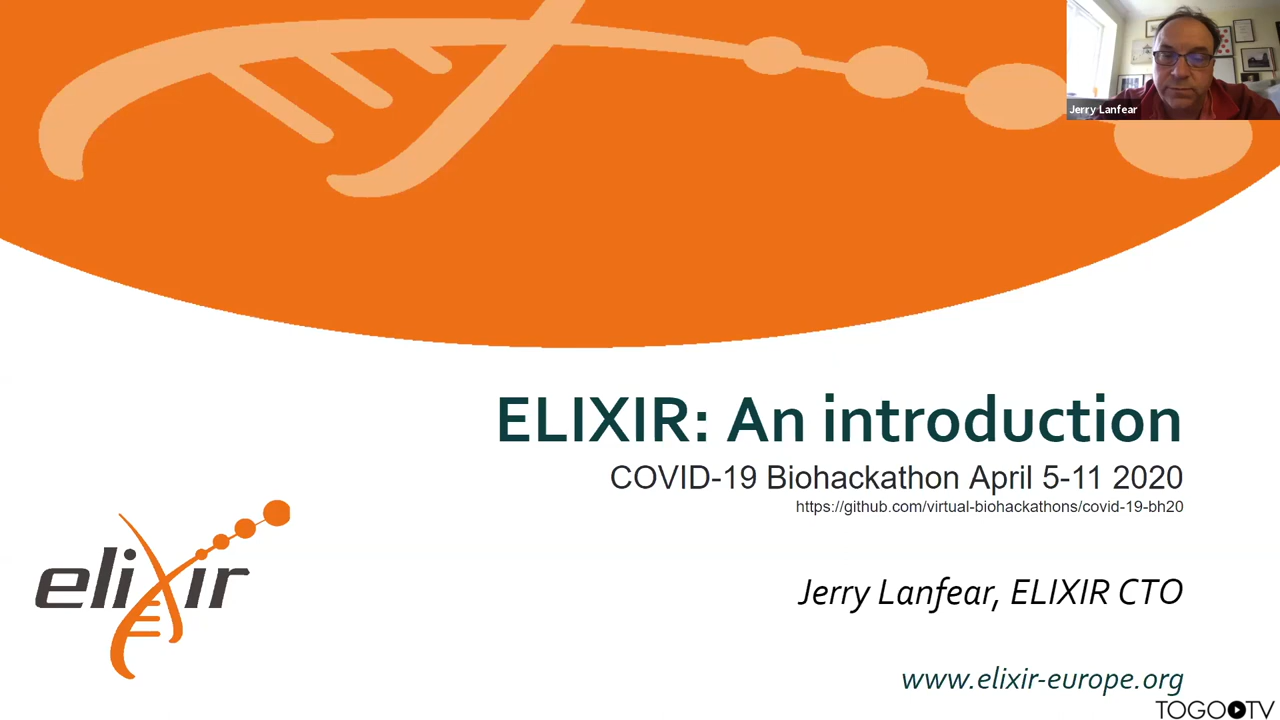 Jerry Lanfear
ELIXIR: An introduction
COVID-19 Biohackathon April 5-11 2020
https://github.com/virtual-biohackathons/covid-19-bh20
elixir
Jerry Lanfear, ELIXIR CTO
www.elixir-europe.org
TOGOTV